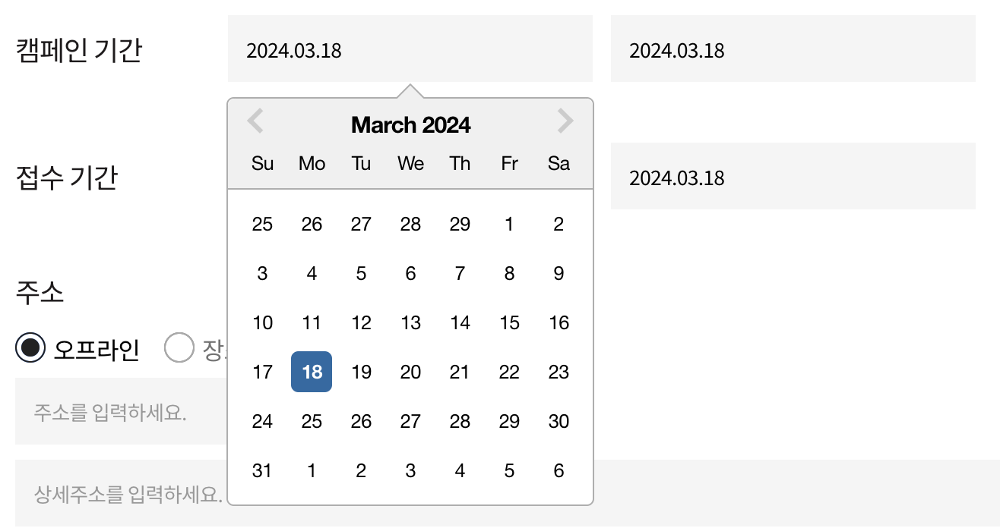 캠페인 기간
2024.03.18
2024.03.18
March 2024
Su Mo Tu We Th Fr Sa
25 26 27 28 29 1 2
3 4 5 6 7 8 9
10 11 12 13 14 15 16
17 18 19 20 21 22 23
24 25 26 27 28 29 30
31 1 2 3 4 5 6
접수 기간
2024.03.18
주소
오프라인
주소를 입력하세요.
상세주소를 입력하세요.